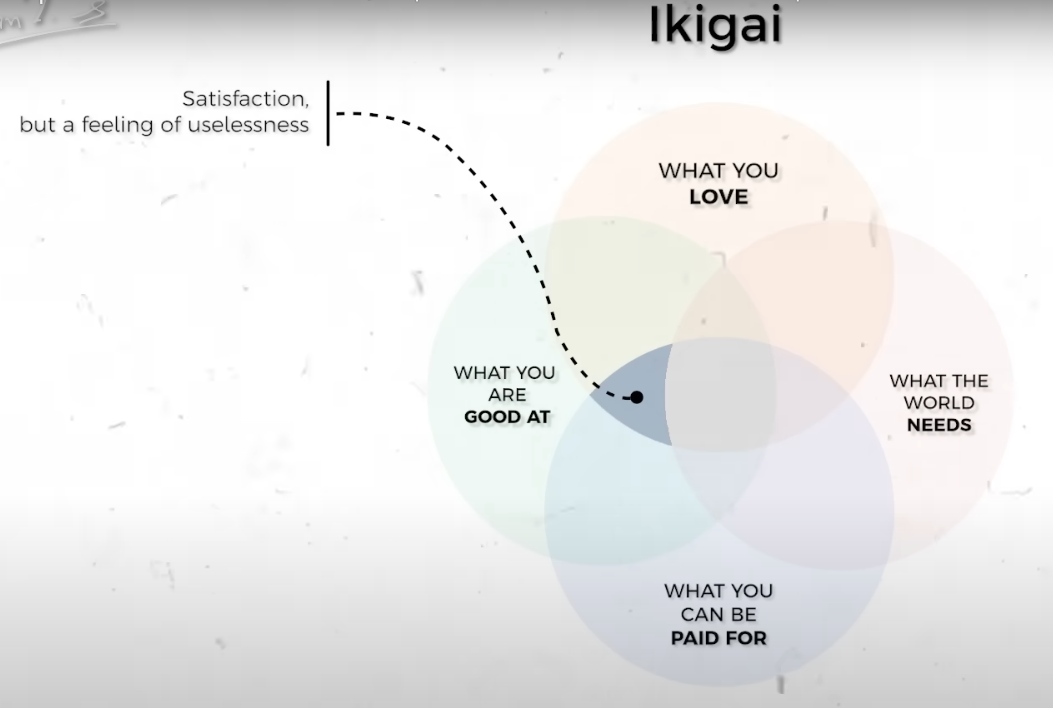 Ikigai
Satisfaction,
but a feeling of uselessness
WHAT YOU
LOVE
WHAT YOU
ARE
GOOD AT
WHAT THE
WORLD
NEEDS
WHAT YOU
CAN BE
PAID FOR